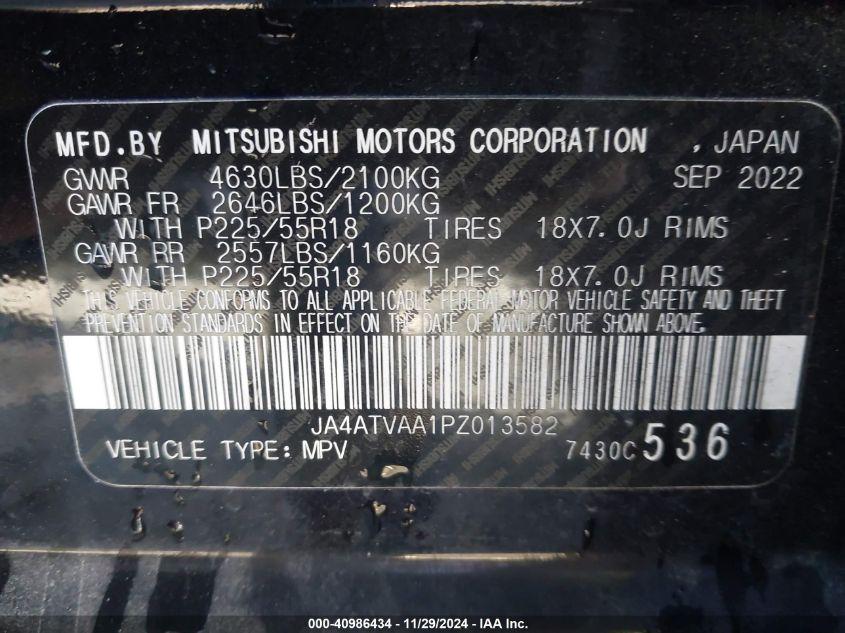 MFD.BY MITSUBISHI MOTORS CORPORATION , JAPAN
GVWR 4630LBS/2100KG SEP 2022
GAWR FR 2646LBS/1200KG
WITH P225/55R18 TIRES 18X7.0J RIMS
GAWR RR 2557LBS/1160KG
WITH P225/55R18 TIRES 18X7.0J RIMS
THIS VEHICLE CONFORMS TO ALL APPLICABLE FEDERAL MOTOR VEHICLE SAFETY AND THEFT
PREVENTION STANDARDS IN EFFECT ON THE DATE OF MANUFACTURE SHOWN ABOVE.
JA4ATVAA1PZ013582
VEHICLE TYPE: MPV 7430C 536
000-40986434 - 11/29/2024 - IAA Inc.